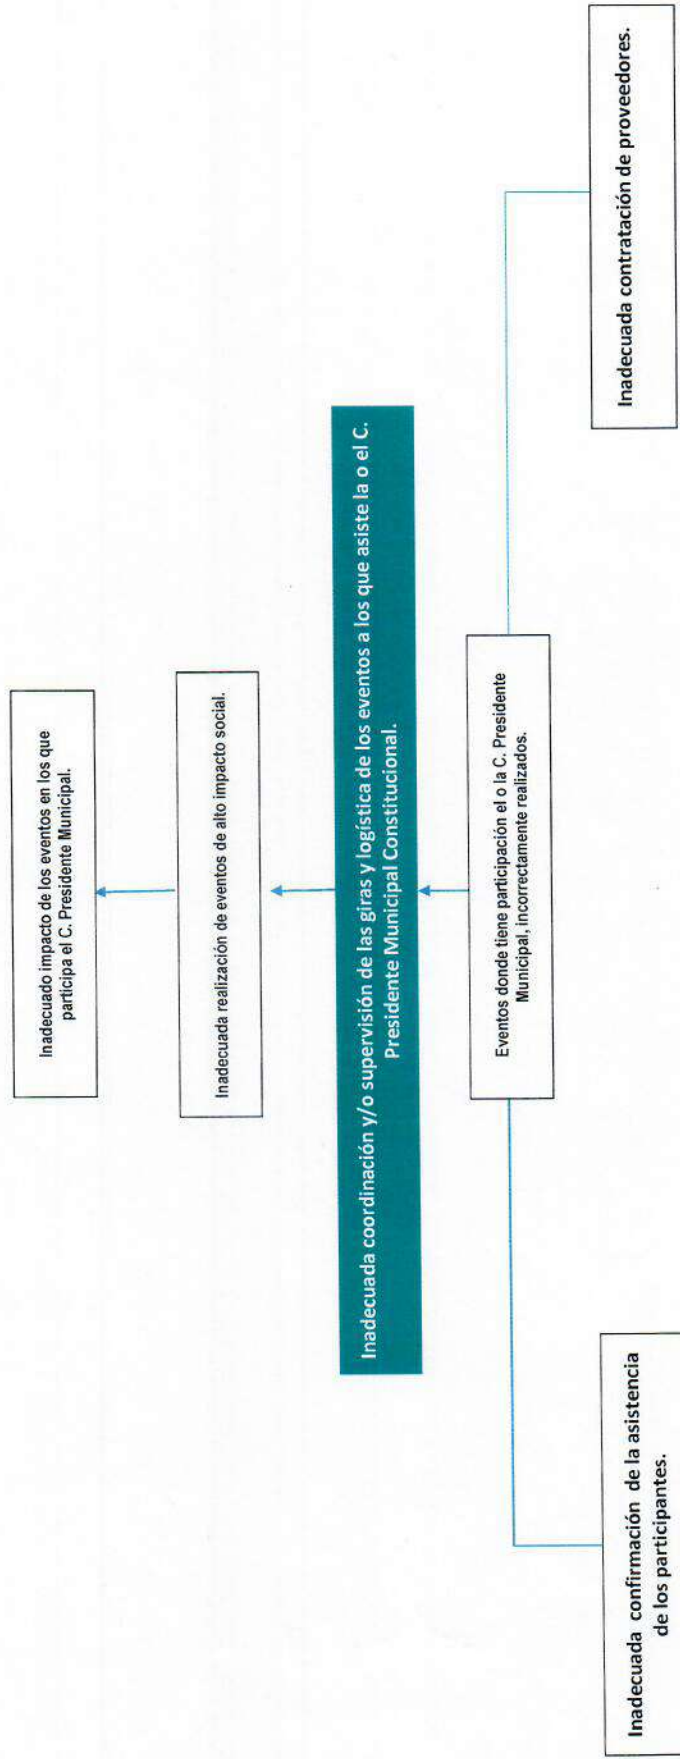 Inadecuado impacto de los eventos en los que
participa el C. Presidente Municipal.
Inadecuada realización de eventos de alto impacto social.
Inadecuada coordinación y/o supervisión de las giras y logística de los eventos a los que asiste la o el C.
Presidente Municipal Constitucional.
Eventos donde tiene participación el o la C. Presidente
Municipal, incorrectamente realizados.
Inadecuada confirmación de la asistencia
de los participantes.
Inadecuada contratación de proveedores.